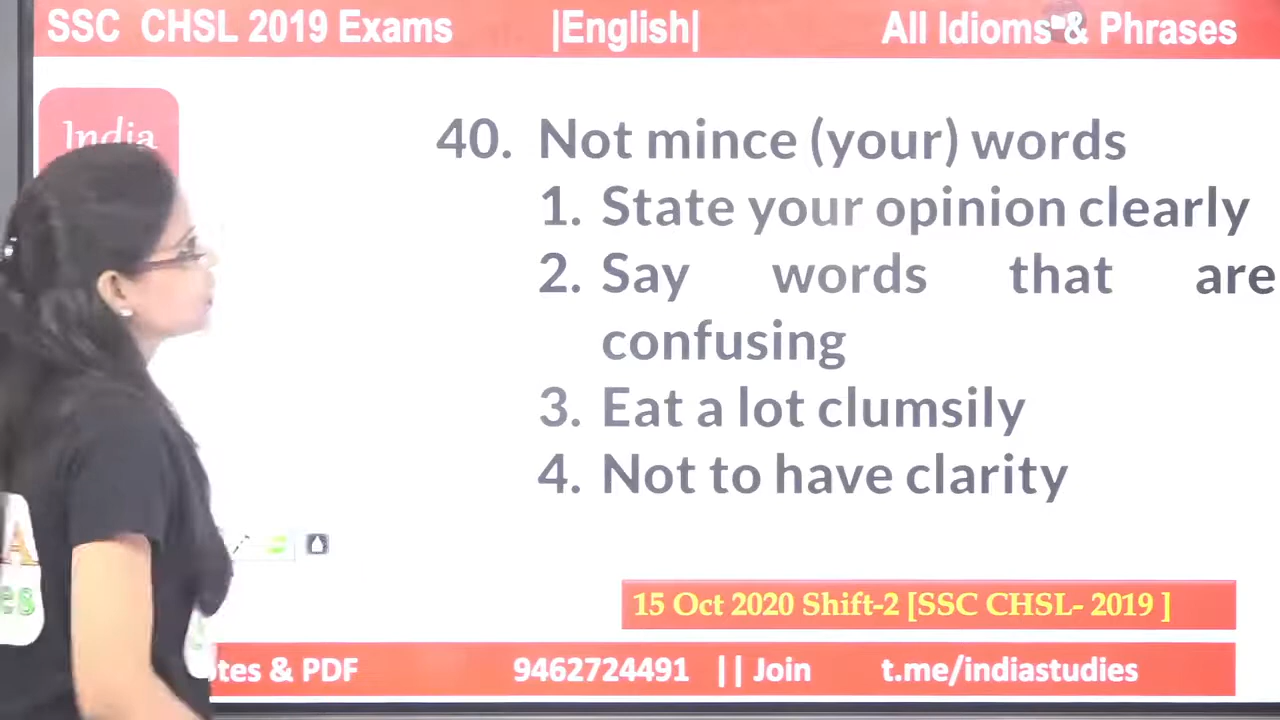 SSC CHSL 2019 Exams |English| All Idioms & Phrases
India
40. Not mince (your) words
1. State your opinion clearly
2. Say words that are
confusing
3. Eat a lot clumsily
4. Not to have clarity
15 Oct 2020 Shift-2 [SSC CHSL- 2019 ]
& PDF 9462724491 || Join t.me/indiastudies